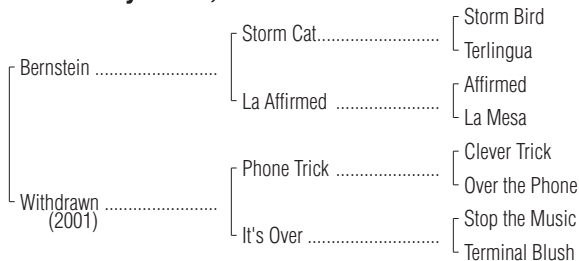 Storm Bird
Storm Cat..................................
Terlingua
Bernstein ..................................
Affirmed
La Affirmed .............................
La Mesa
Clever Trick
Phone Trick .............................
Over the Phone
Withdrawn ...............................
(2001)
Stop the Music
It's Over ....................................
Terminal Blush